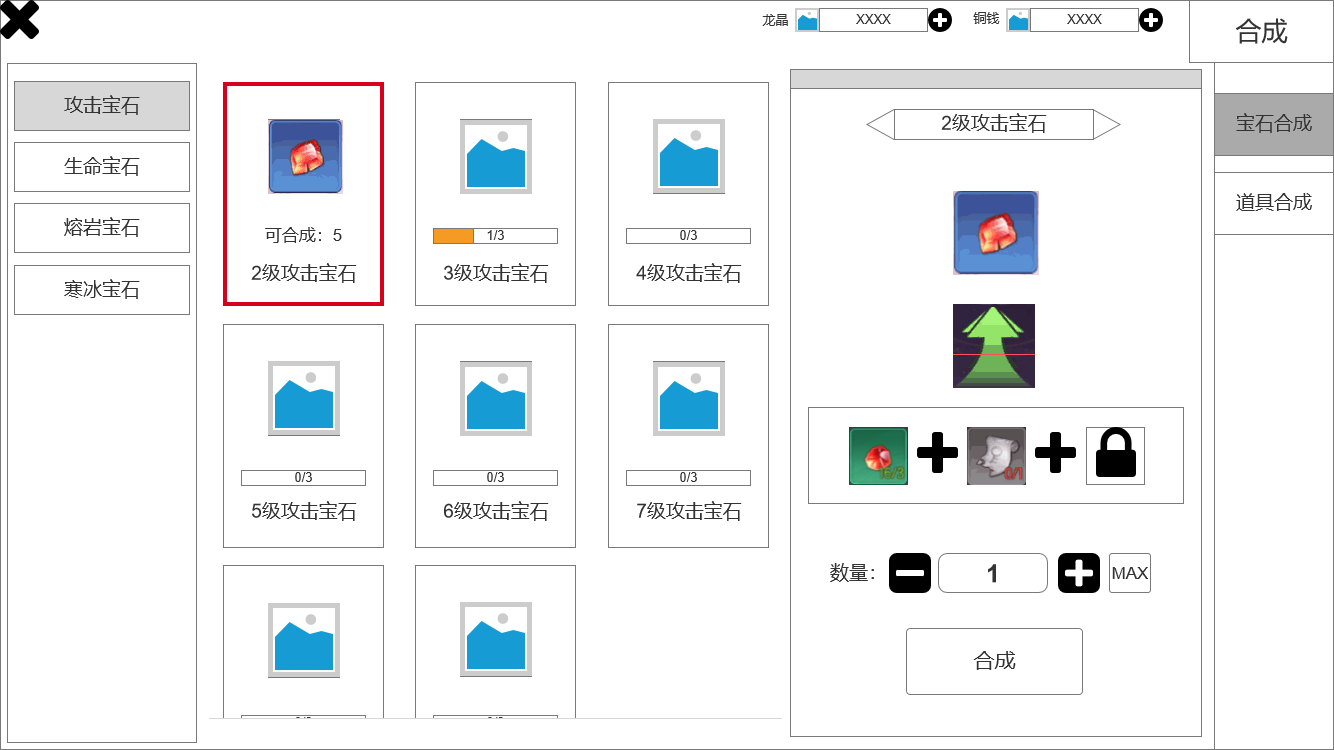 龙晶 XXXX 铜钱 XXXX
合成
攻击宝石
生命宝石
熔岩宝石
寒冰宝石
可合成：5
2级攻击宝石
1/3
3级攻击宝石
0/3
4级攻击宝石
0/3
5级攻击宝石
0/3
6级攻击宝石
0/3
7级攻击宝石
2级攻击宝石
0/1
数量：
1
MAX
合成
宝石合成
道具合成